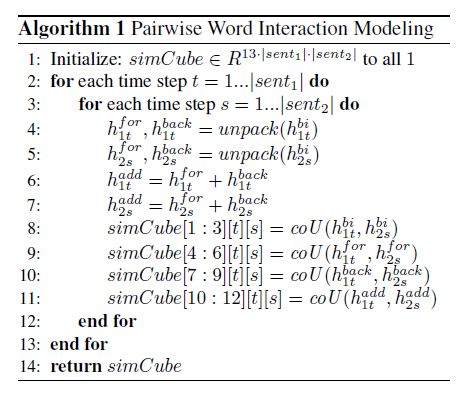 Algorithm 1 Pairwise Word Interaction Modeling
1: Initialize: simCube ∈ R^{13·|sent_1|·|sent_2|} to all 1
2: for each time step t = 1...|sent_1| do
3: for each time step s = 1...|sent_2| do
4: h_{1t}^{for}, h_{1t}^{back} = unpack(h_{1t}^{bi})
5: h_{2s}^{for}, h_{2s}^{back} = unpack(h_{2s}^{bi})
6: h_{1t}^{add} = h_{1t}^{for} + h_{1t}^{back}
7: h_{2s}^{add} = h_{2s}^{for} + h_{2s}^{back}
8: simCube[1 : 3][t][s] = coU(h_{1t}^{bi}, h_{2s}^{bi})
9: simCube[4 : 6][t][s] = coU(h_{1t}^{for}, h_{2s}^{for})
10: simCube[7 : 9][t][s] = coU(h_{1t}^{back}, h_{2s}^{back})
11: simCube[10 : 12][t][s] = coU(h_{1t}^{add}, h_{2s}^{add})
12: end for
13: end for
14: return simCube